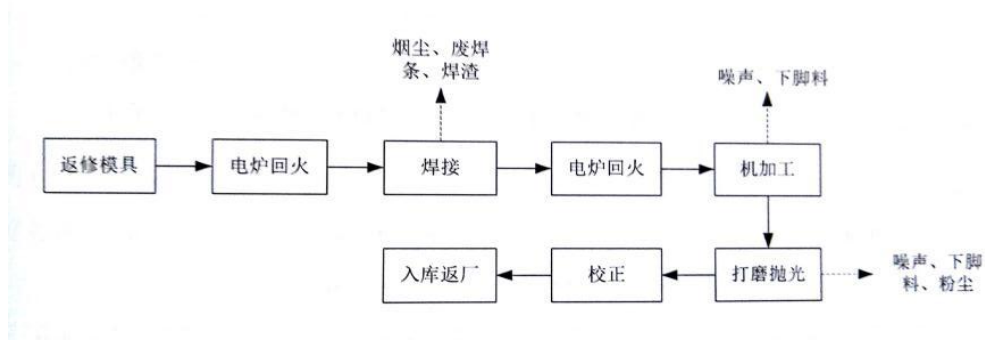 烟尘、废焊
条、焊渣
噪声、下脚料
返修模具
电炉回火
焊接
电炉回火
机加工
入库返厂
校正
打磨抛光
噪声、下脚
料、粉尘